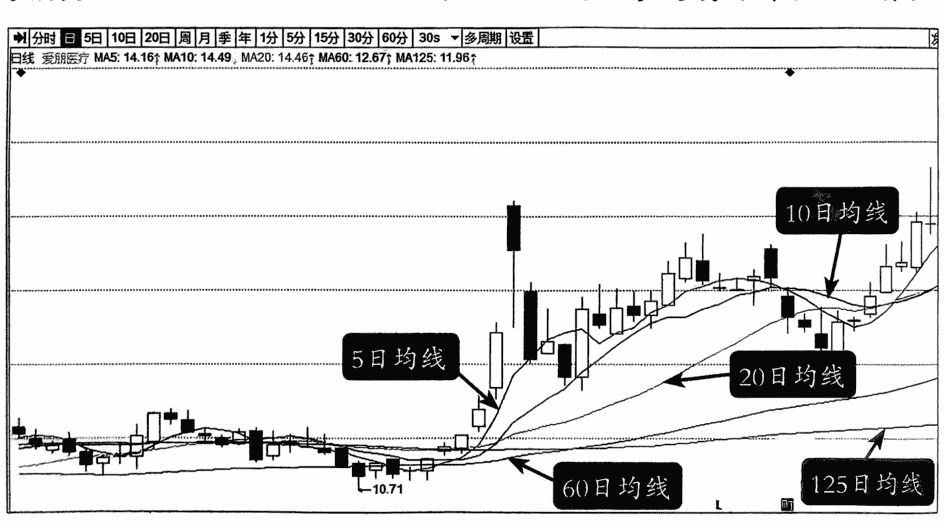 分时 日 5日 10日 20日 周 月 季 年 1分 5分 15分 30分 60分 30s 多周期 设置
日线 爱朋医疗 MA5: 14.16↑ MA10: 14.49↓ MA20: 14.46↑ MA60: 12.67↑ MA125: 11.96↑
10日均线
5日均线
20日均线
60日均线
125日均线
10.71